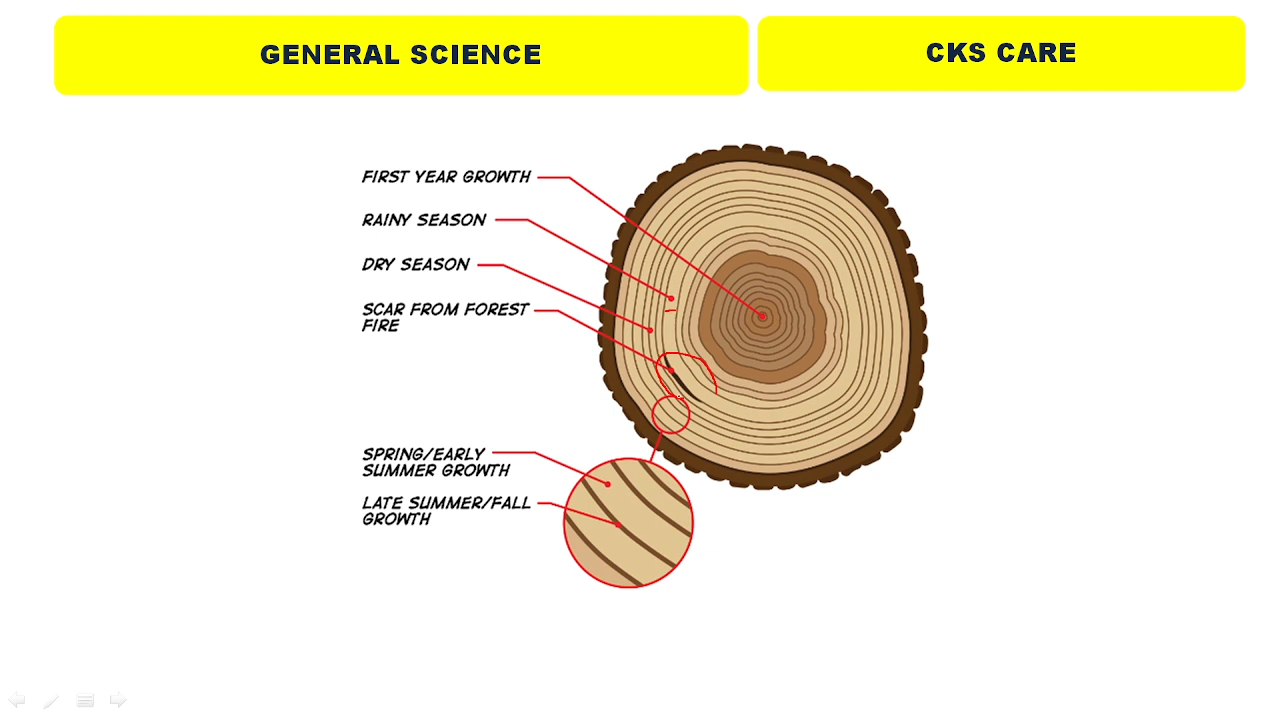 GENERAL SCIENCE
CKS CARE
FIRST YEAR GROWTH
RAINY SEASON
DRY SEASON
SCAR FROM FOREST
FIRE
SPRING/EARLY
SUMMER GROWTH
LATE SUMMER/FALL
GROWTH